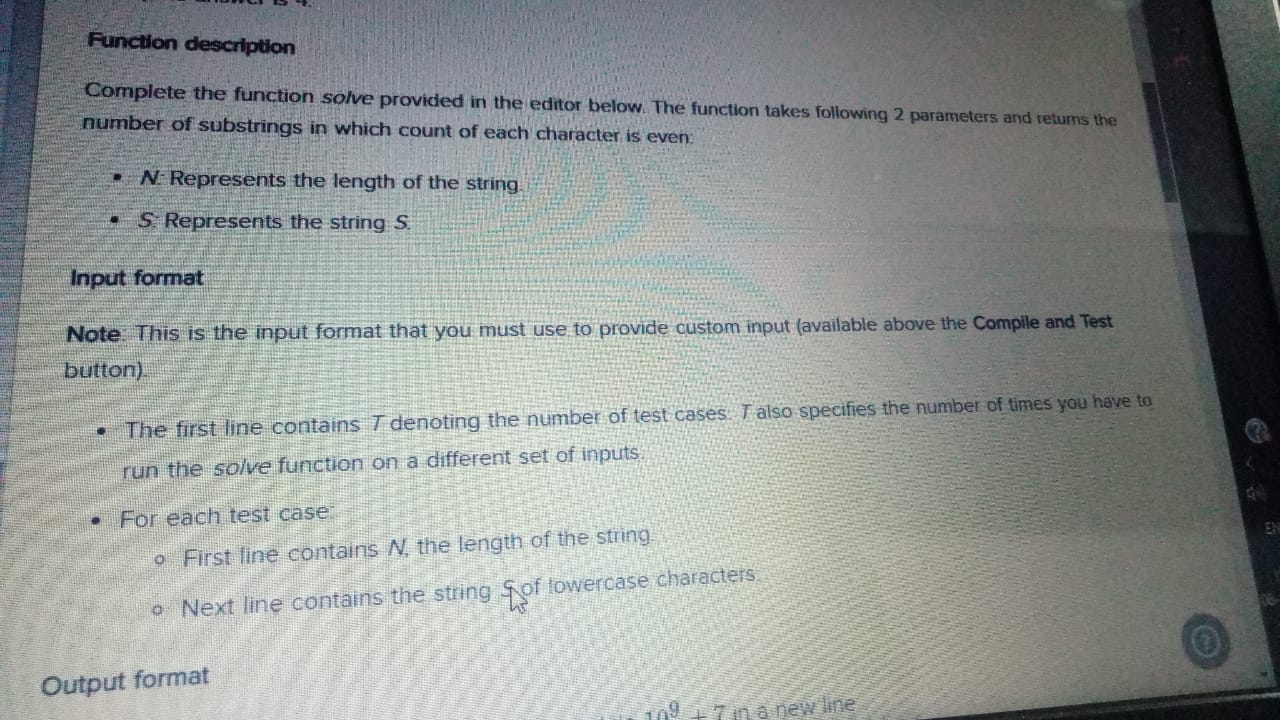 answer is 4.
Function description
Complete the function solve provided in the editor below. The function takes following 2 parameters and returns the
number of substrings in which count of each character is even:
• N: Represents the length of the string.
• S: Represents the string S.
Input format
Note: This is the input format that you must use to provide custom input (available above the Compile and Test
button).
• The first line contains T denoting the number of test cases. T also specifies the number of times you have to
run the solve function on a different set of inputs.
• For each test case:
o First line contains N, the length of the string.
o Next line contains the string S of lowercase characters.
Output format
10⁹ + 7 in a new line
?
?